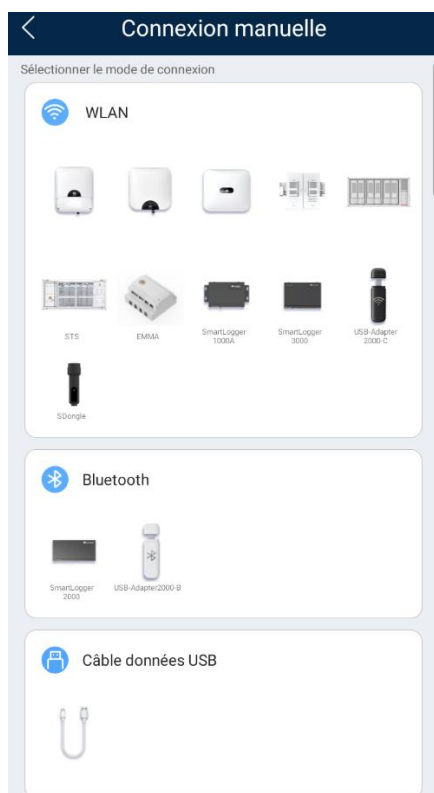 Connexion manuelle
Sélectionner le mode de connexion
WLAN
STS EMMA SmartLogger 1000A SmartLogger 3000 USB-Adapter 2000-C
SDongle
Bluetooth
SmartLogger 2000 USB-Adapter2000-B
Câble données USB